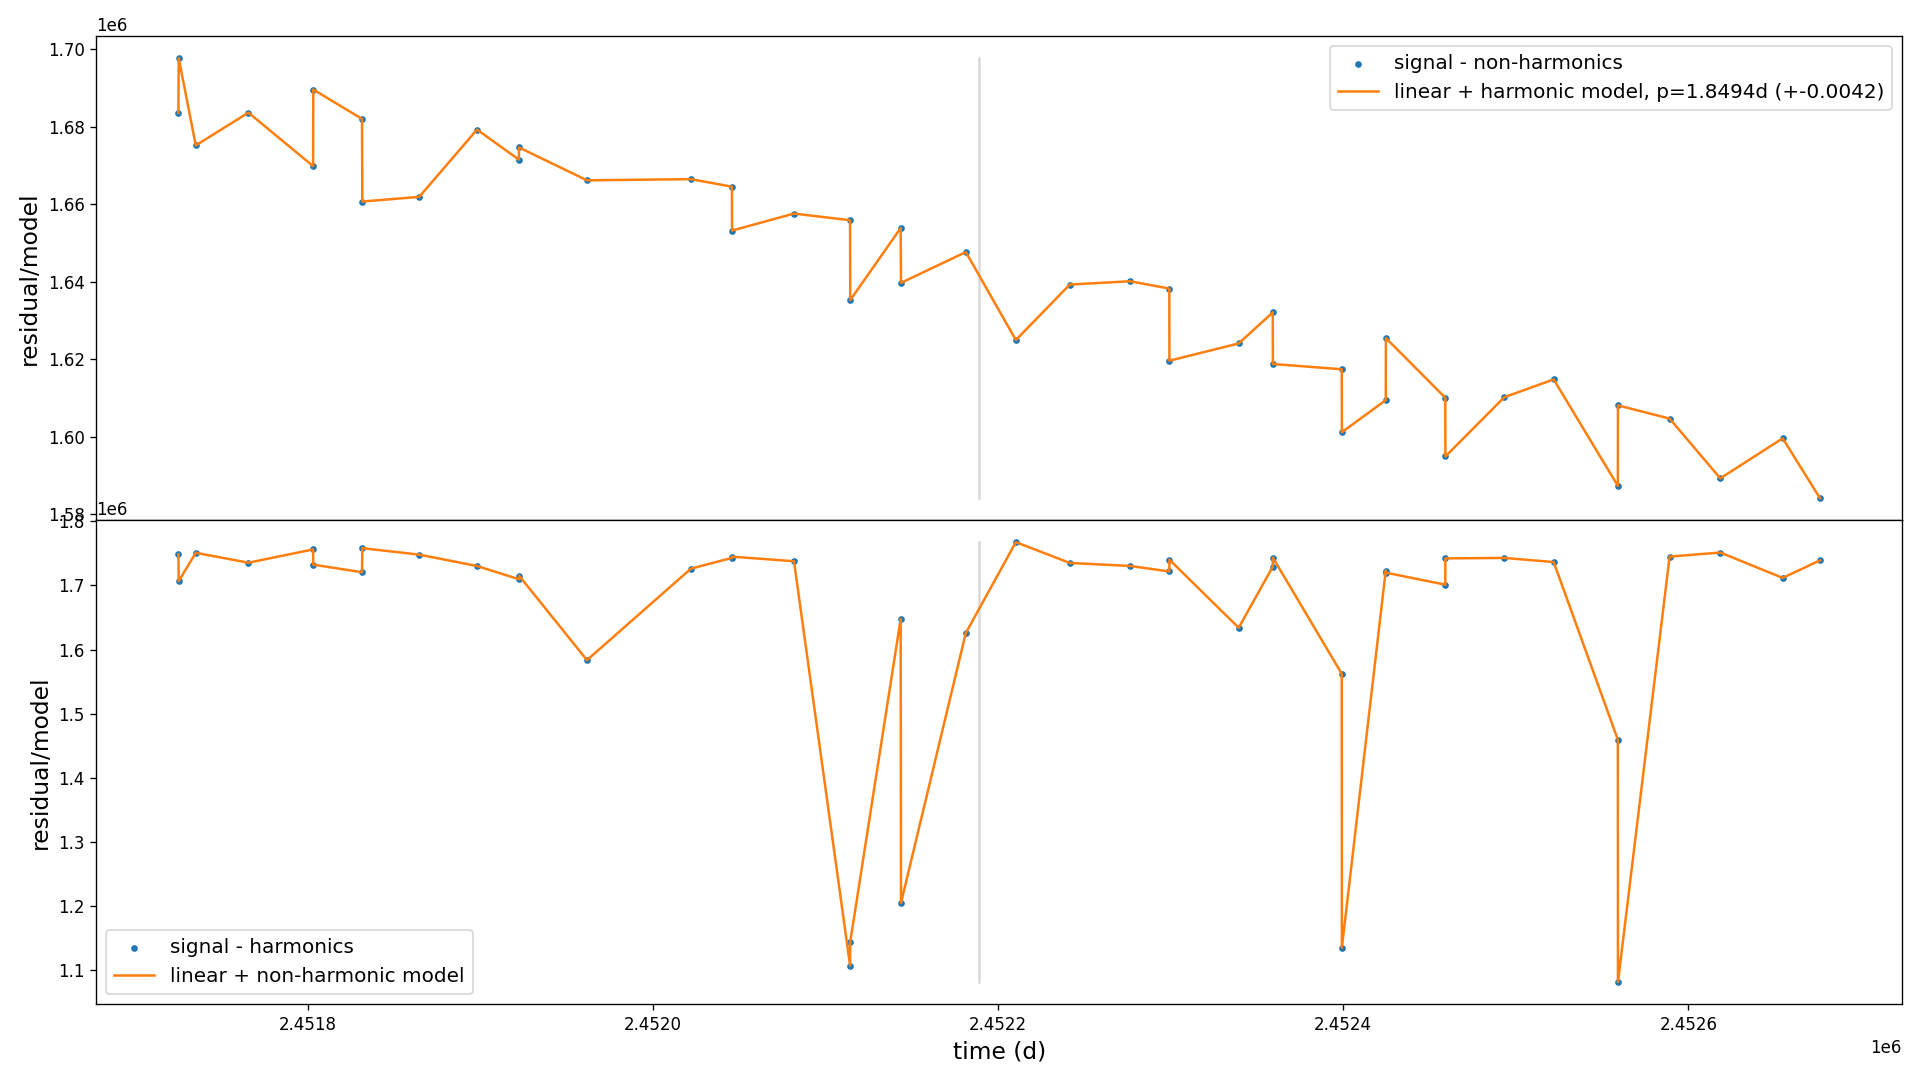 1e6
1.70
1.68
1.66
1.64
1.62
1.60
1.58
residual/model
signal - non-harmonics
linear + harmonic model, p=1.8494d (+-0.0042)
1e6
1.8
1.7
1.6
1.5
1.4
1.3
1.2
1.1
residual/model
signal - harmonics
linear + non-harmonic model
2.4518
2.4520
2.4522
2.4524
2.4526
time (d)
1e6